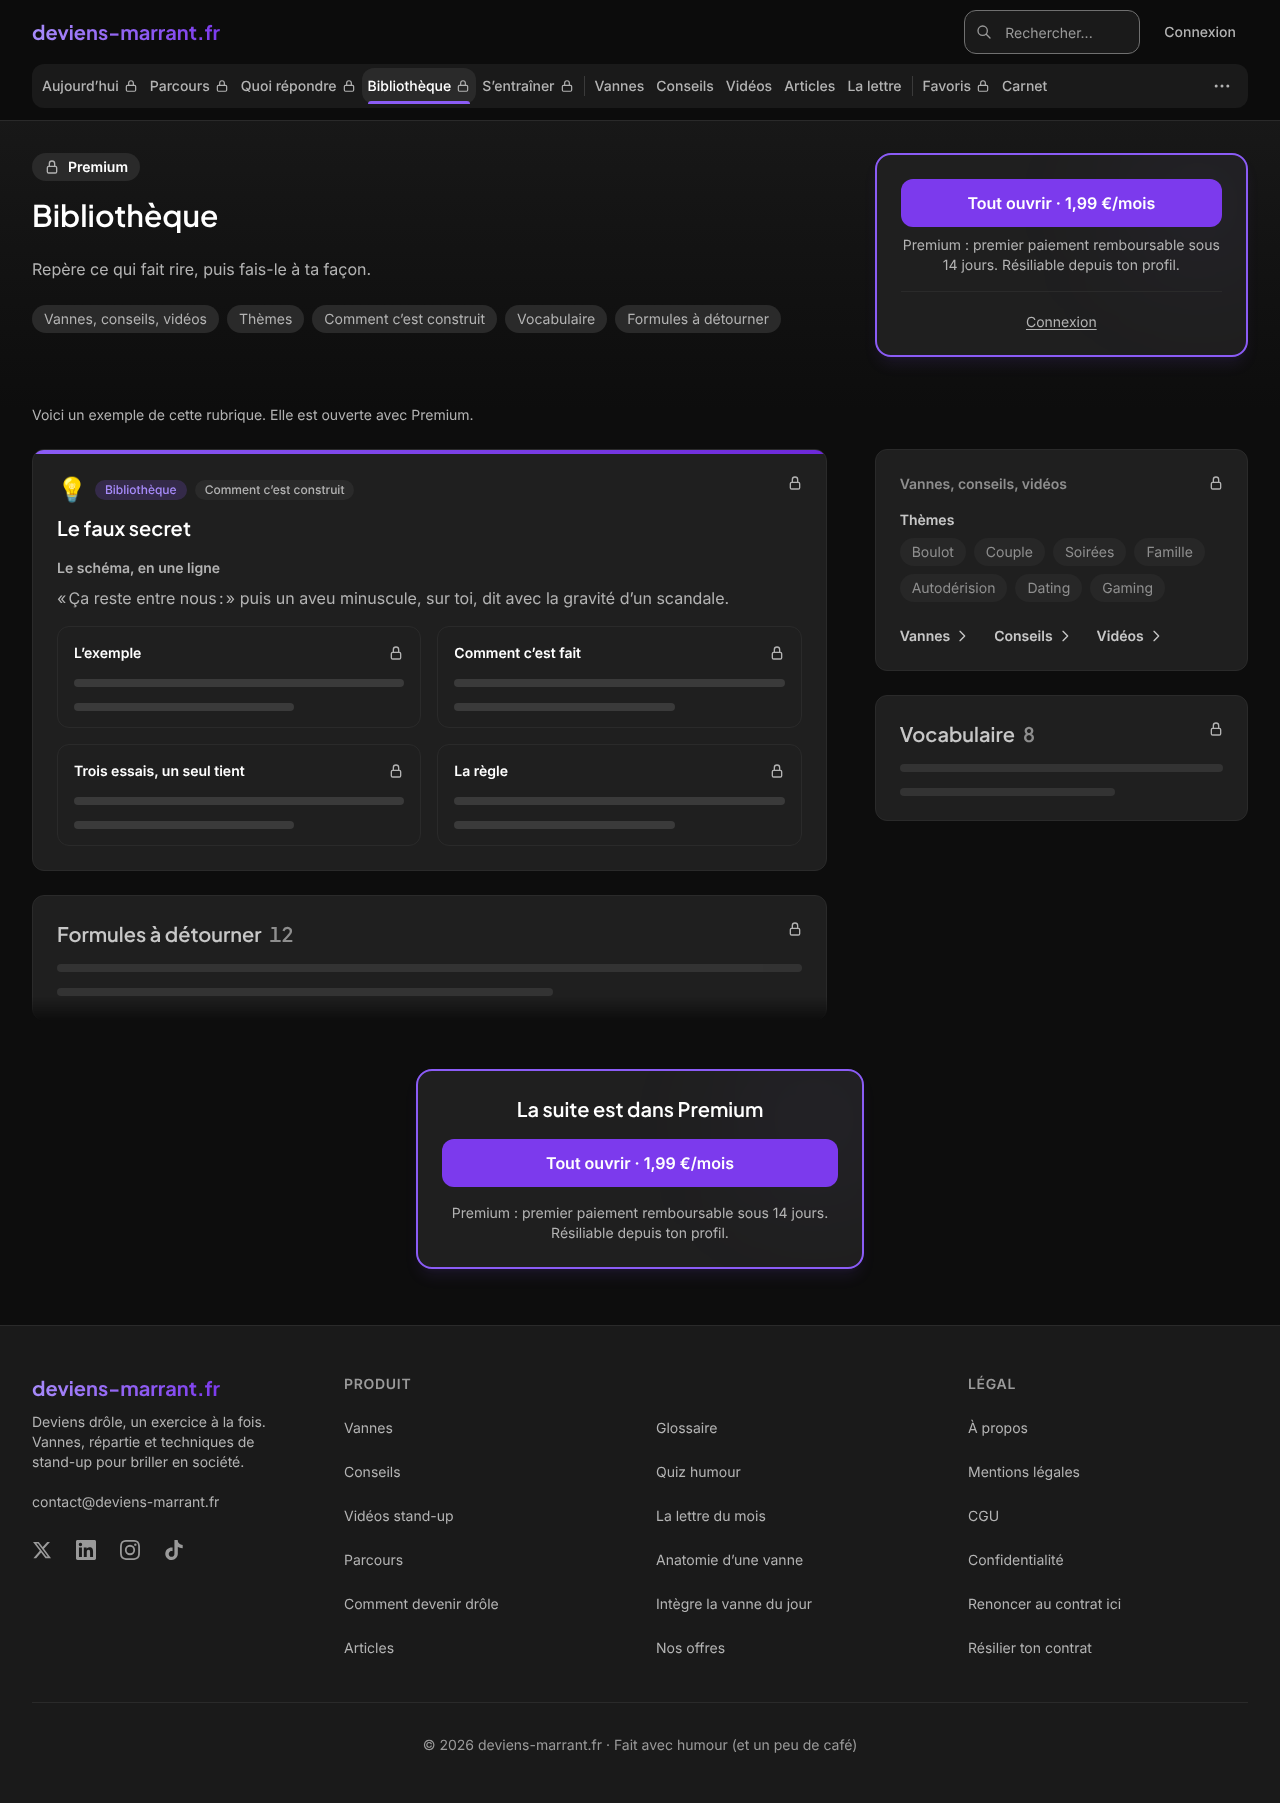 deviens-marrant.fr
Rechercher...
Connexion
Aujourd’hui
Parcours
Quoi répondre
Bibliothèque
S’entraîner
Vannes
Conseils
Vidéos
Articles
La lettre
Favoris
Carnet
Premium
Bibliothèque
Repère ce qui fait rire, puis fais-le à ta façon.
Vannes, conseils, vidéos
Thèmes
Comment c’est construit
Vocabulaire
Formules à détourner
Tout ouvrir · 1,99 €/mois
Premium : premier paiement remboursable sous
14 jours. Résiliable depuis ton profil.
Connexion
Voici un exemple de cette rubrique. Elle est ouverte avec Premium.
Bibliothèque
Comment c’est construit
Le faux secret
Le schéma, en une ligne
« Ça reste entre nous : » puis un aveu minuscule, sur toi, dit avec la gravité d’un scandale.
L’exemple
Comment c’est fait
Trois essais, un seul tient
La règle
Vannes, conseils, vidéos
Thèmes
Boulot
Couple
Soirées
Famille
Autodérision
Dating
Gaming
Vannes
Conseils
Vidéos
Vocabulaire 8
Formules à détourner 12
La suite est dans Premium
Tout ouvrir · 1,99 €/mois
Premium : premier paiement remboursable sous 14 jours.
Résiliable depuis ton profil.
deviens-marrant.fr
Deviens drôle, un exercice à la fois.
Vannes, répartie et techniques de
stand-up pour briller en société.
contact@deviens-marrant.fr
PRODUIT
Vannes
Conseils
Vidéos stand-up
Parcours
Comment devenir drôle
Articles
Glossaire
Quiz humour
La lettre du mois
Anatomie d’une vanne
Intègre la vanne du jour
Nos offres
LÉGAL
À propos
Mentions légales
CGU
Confidentialité
Renoncer au contrat ici
Résilier ton contrat
© 2026 deviens-marrant.fr · Fait avec humour (et un peu de café)